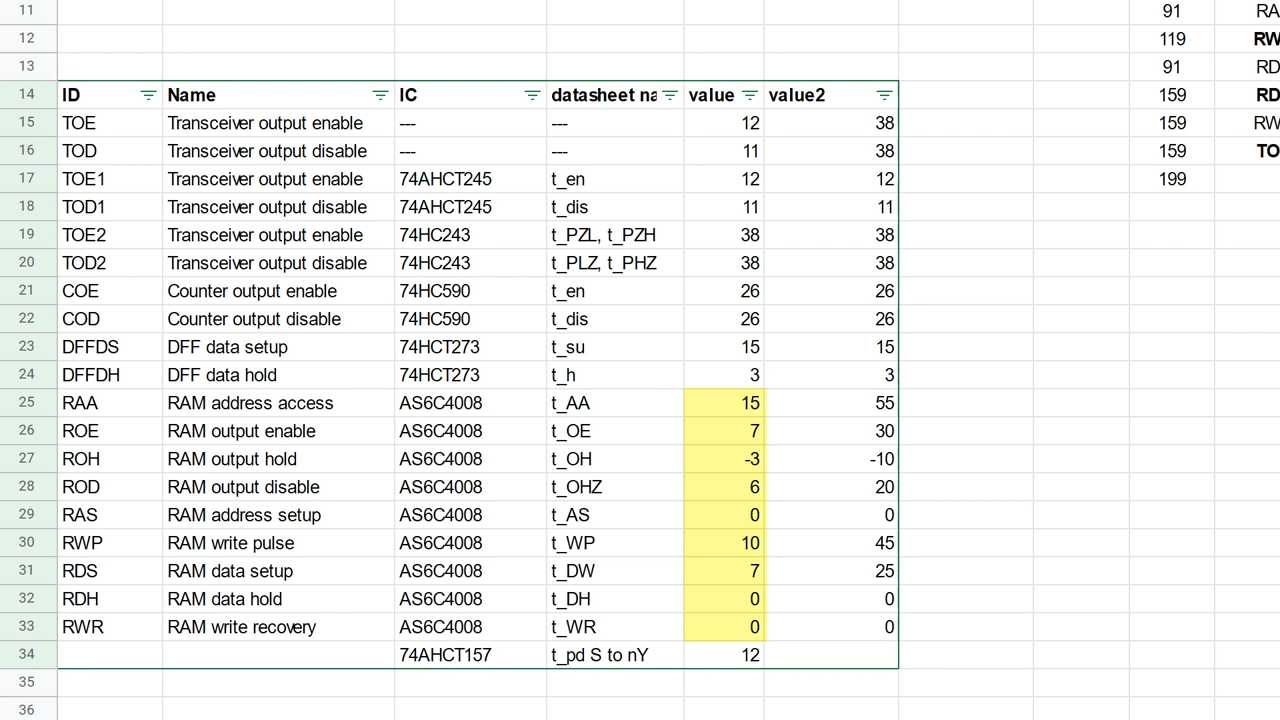 11 91 RA
12 119 RW
13 91 RD
14 ID Name IC datasheet na value value2 159 RD
15 TOE Transceiver output enable --- --- 12 38 159 RW
16 TOD Transceiver output disable --- --- 11 38 159 TO
17 TOE1 Transceiver output enable 74AHCT245 t_en 12 12 199
18 TOD1 Transceiver output disable 74AHCT245 t_dis 11 11
19 TOE2 Transceiver output enable 74HC243 t_PZL, t_PZH 38 38
20 TOD2 Transceiver output disable 74HC243 t_PLZ, t_PHZ 38 38
21 COE Counter output enable 74HC590 t_en 26 26
22 COD Counter output disable 74HC590 t_dis 26 26
23 DFFDS DFF data setup 74HCT273 t_su 15 15
24 DFFDH DFF data hold 74HCT273 t_h 3 3
25 RAA RAM address access AS6C4008 t_AA 15 55
26 ROE RAM output enable AS6C4008 t_OE 7 30
27 ROH RAM output hold AS6C4008 t_OH -3 -10
28 ROD RAM output disable AS6C4008 t_OHZ 6 20
29 RAS RAM address setup AS6C4008 t_AS 0 0
30 RWP RAM write pulse AS6C4008 t_WP 10 45
31 RDS RAM data setup AS6C4008 t_DW 7 25
32 RDH RAM data hold AS6C4008 t_DH 0 0
33 RWR RAM write recovery AS6C4008 t_WR 0 0
34 74AHCT157 t_pd S to nY 12
35
36